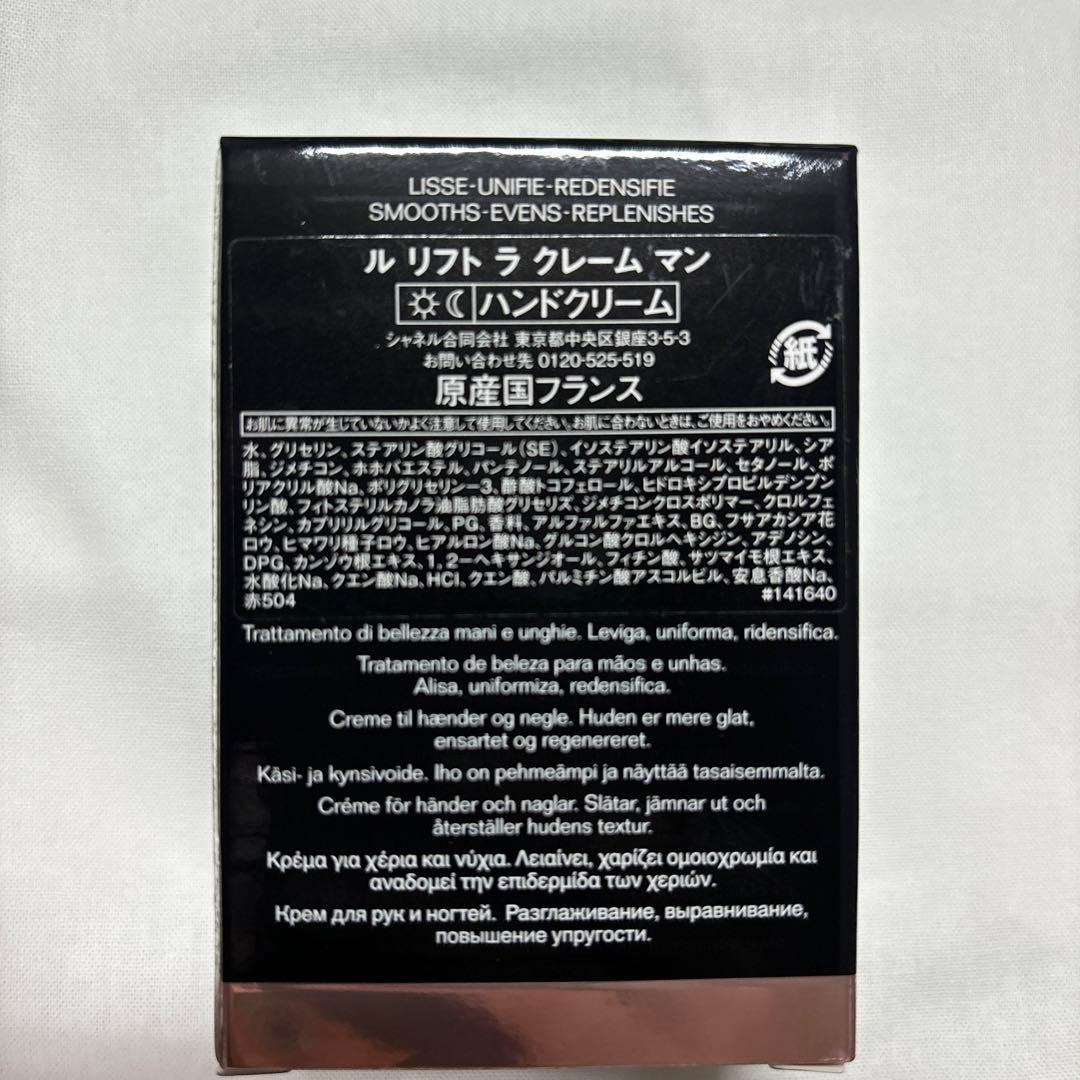 LISSE-UNIFIE-REDENSIFIE
SMOOTHS-EVENS-REPLENISHES
ル リフト ラ クレーム マン
ハンドクリーム
シャネル合同会社 東京都中央区銀座3-5-3
お問い合わせ先 0120-525-519
紙
原産国フランス
お肌に異常が生じていないかよく注意して使用してください。お肌に合わないときは、ご使用をおやめください。
水、グリセリン、ステアリン酸グリコール(SE)、イソステアリン酸イソステアリル、シア
脂、ジメチコン、ホホバエステル、パンテノール、ステアリルアルコール、セタノール、ポ
リアクリル酸Na、ポリグリセリン-3、酢酸トコフェロール、ヒドロキシプロピルデンプン
リン酸、フィトステリルカノラ油脂肪酸グリセリズ、ジメチコンクロスポリマー、クロルフェ
ネシン、カプリリルグリコール、PG、香料、アルファルファエキス、BG、フサアカシア花
ロウ、ヒマワリ種子ロウ、ヒアルロン酸Na、グルコン酸クロルヘキシジン、アデノシン、
DPG、カンゾウ根エキス、1,2-ヘキサンジオール、フィチン酸、サツマイモ根エキス、
水酸化Na、クエン酸Na、HCl、クエン酸、パルミチン酸アスコルビル、安息香酸Na、
赤504 #141640
Trattamento di bellezza mani e unghie. Leviga, uniforma, ridensifica.
Tratamento de beleza para mãos e unhas.
Alisa, uniformiza, redensifica.
Creme til hænder og negle. Huden er mere glat,
ensartet og regenereret.
Käsi- ja kynsivoide. Iho on pehmeämpi ja näyttää tasaisemmalta.
Créme för händer och naglar. Slätar, jämnar ut och
återställer hudens textur.
Κρέμα για χέρια και νύχια. Λειαίνει, χαρίζει ομοιοχρωμία και
αναδομεί την επιδερμίδα των χεριών.
Крем для рук и ногтей. Разглаживание, выравнивание,
повышение упругости.